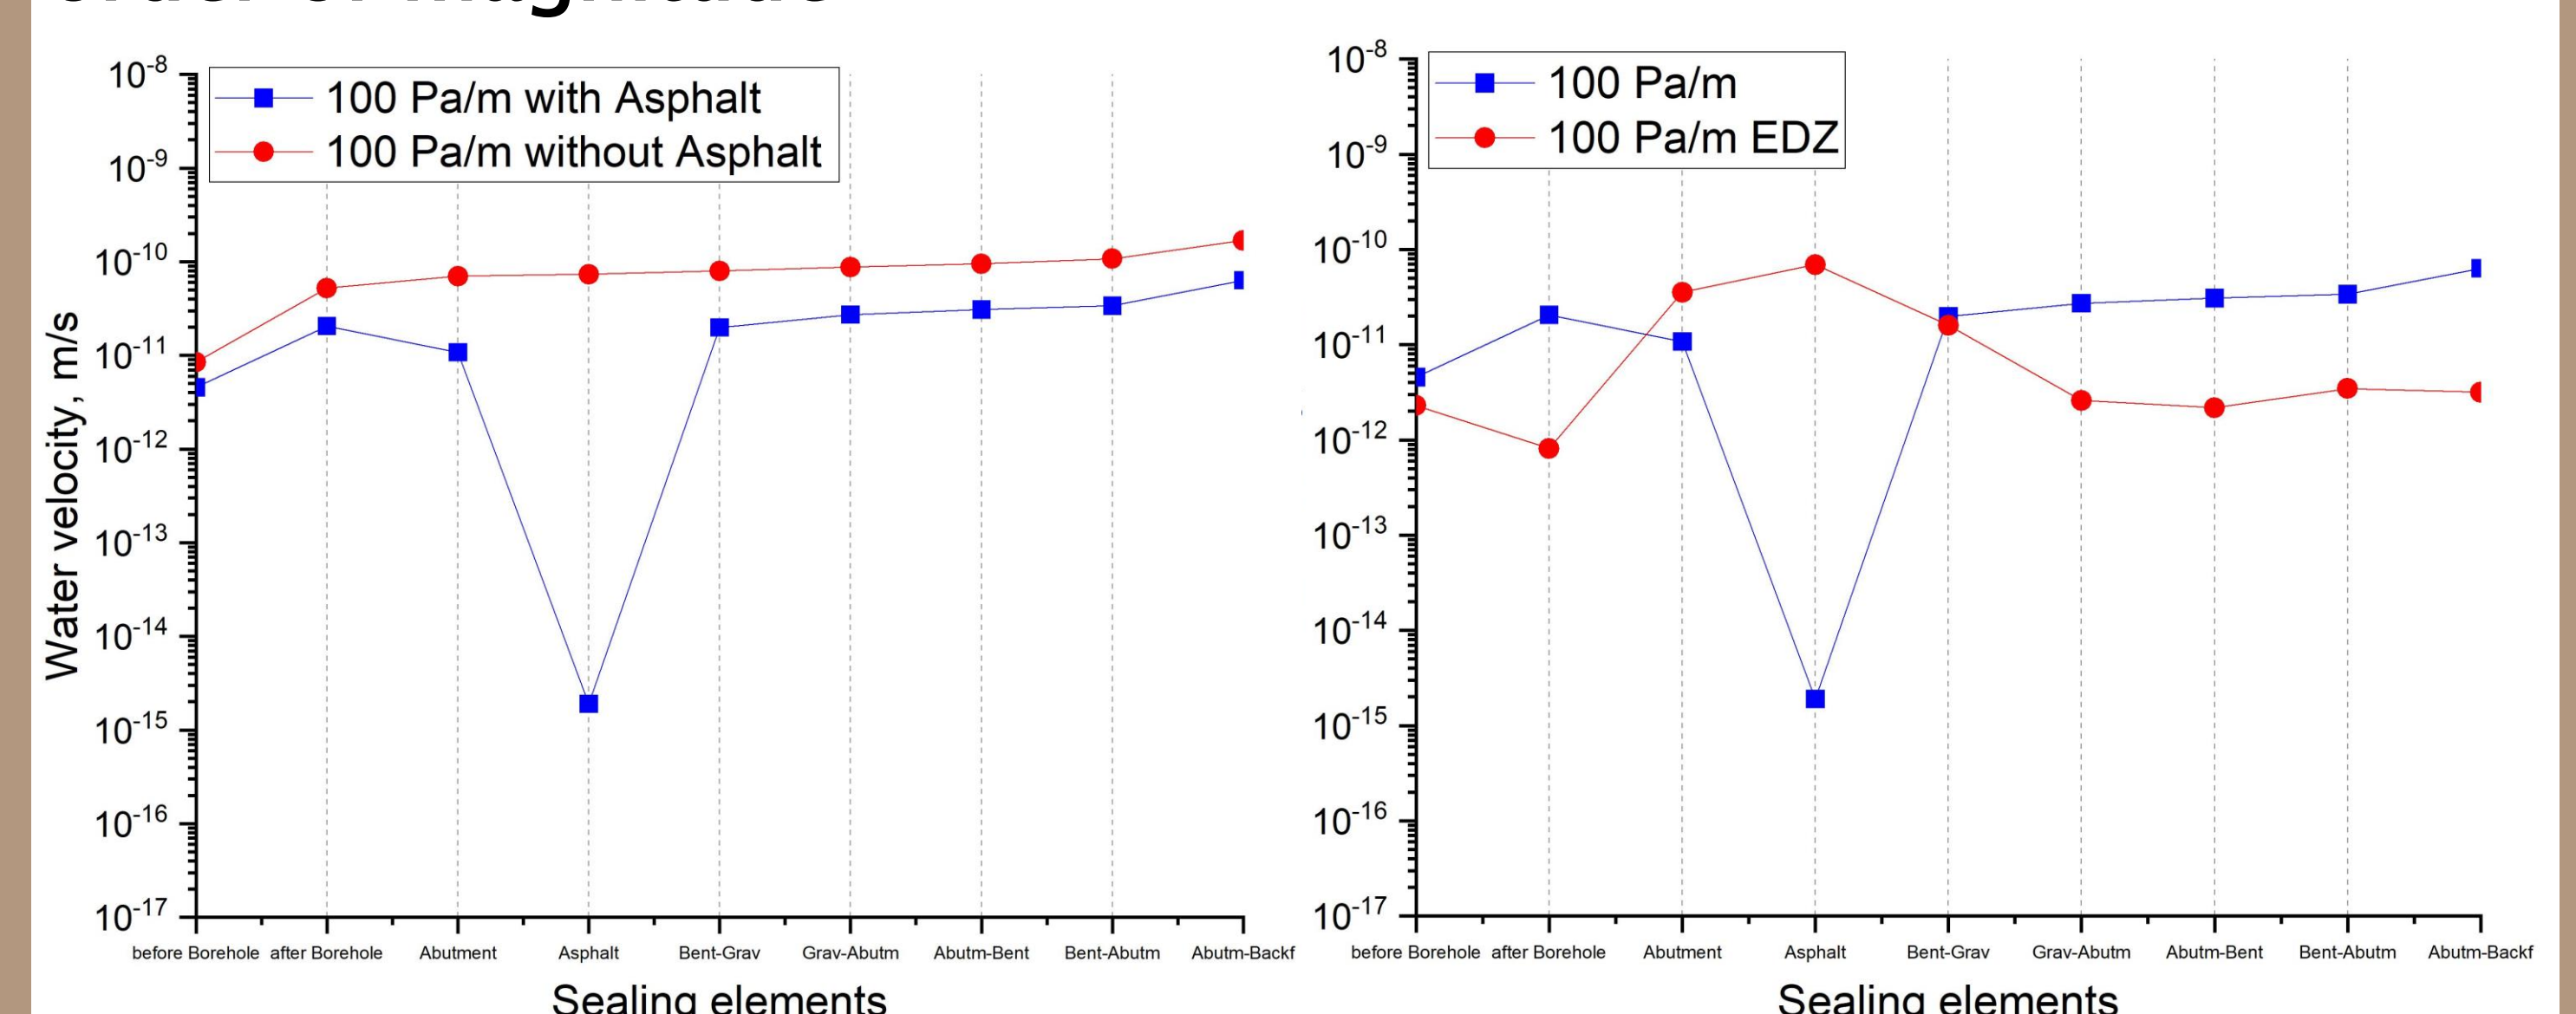 order of magnitude
100 Pa/m with Asphalt
100 Pa/m without Asphalt
Water velocity, m/s
10-8
10-9
10-10
10-11
10-12
10-13
10-14
10-15
10-16
10-17
before Borehole after Borehole Abutment Asphalt Bent-Grav Grav-Abutm Abutm-Bent Bent-Abutm Abutm-Backf
Sealing elements
100 Pa/m
100 Pa/m EDZ
10-8
10-9
10-10
10-11
10-12
10-13
10-14
10-15
10-16
10-17
before Borehole after Borehole Abutment Asphalt Bent-Grav Grav-Abutm Abutm-Bent Bent-Abutm Abutm-Backf
Sealing elements